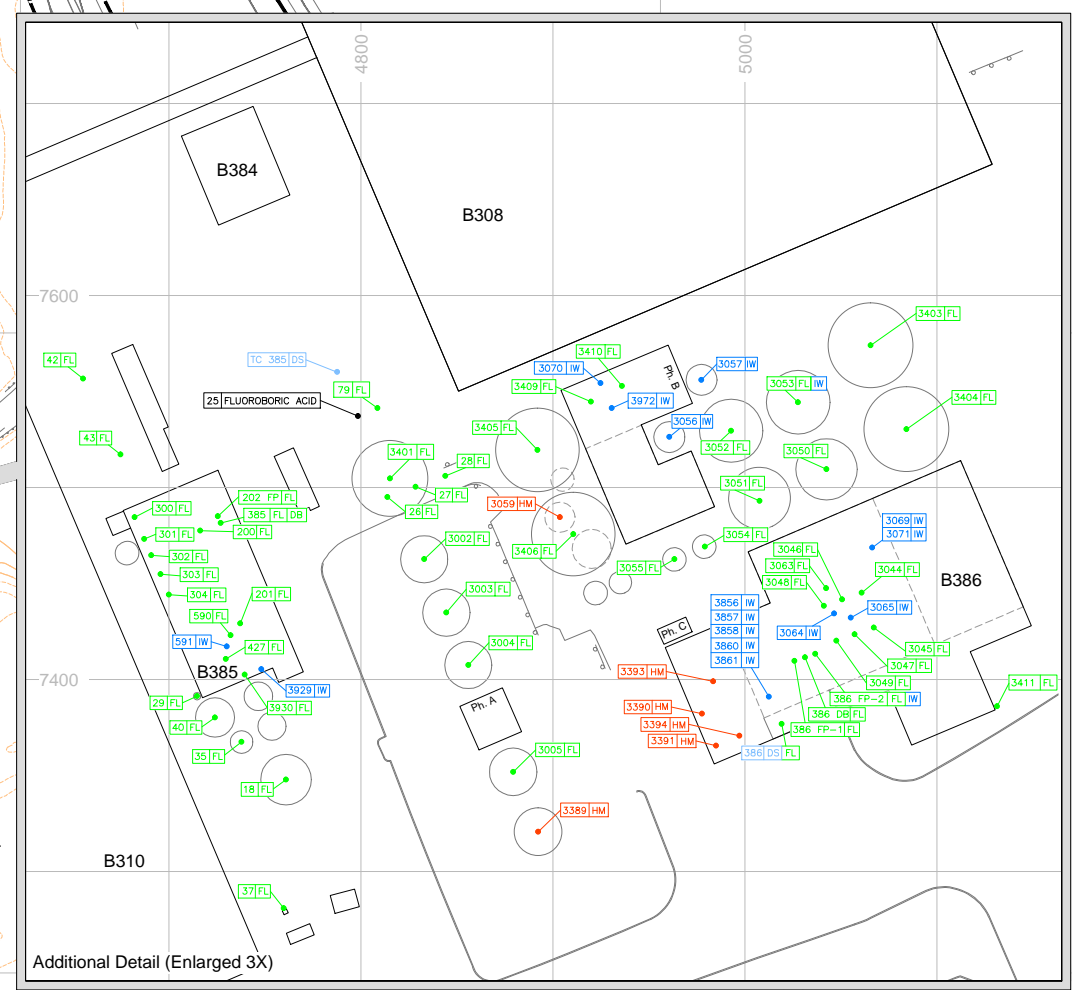 4800
5000
B384
B308
7600
3403 FL
42 FL
TC 385 DS
3410 FL
3070 IW
3057 IW
Ph. B
3409 FL
79 FL
3053 FL IW
25 FLUOROBORIC ACID
3972 IW
3404 FL
3056 IW
43 FL
3405 FL
3052 FL
3401 FL
3050 FL
28 FL
3051 FL
27 FL
202 FP FL
3059 HM
300 FL
26 FL
385 FL DB
3069 IW
3071 IW
301 FL
200 FL
3002 FL
3406 FL
3054 FL
3046 FL
302 FL
3055 FL
3063 FL
3044 FL
303 FL
3048 FL
B386
3003 FL
304 FL
201 FL
3856 IW
3857 IW
3858 IW
3860 IW
3861 IW
3065 IW
590 FL
Ph. C
3064 IW
591 IW
3004 FL
427 FL
3045 FL
3047 FL
B385
7400
3393 HM
3049 FL
3411 FL
3929 IW
29 FL
3930 FL
Ph. A
386 FP-2 FL IW
3390 HM
386 DB FL
40 FL
3394 HM
386 FP-1 FL
3391 HM
35 FL
3005 FL
386 DS FL
18 FL
3389 HM
B310
37 FL
Additional Detail (Enlarged 3X)